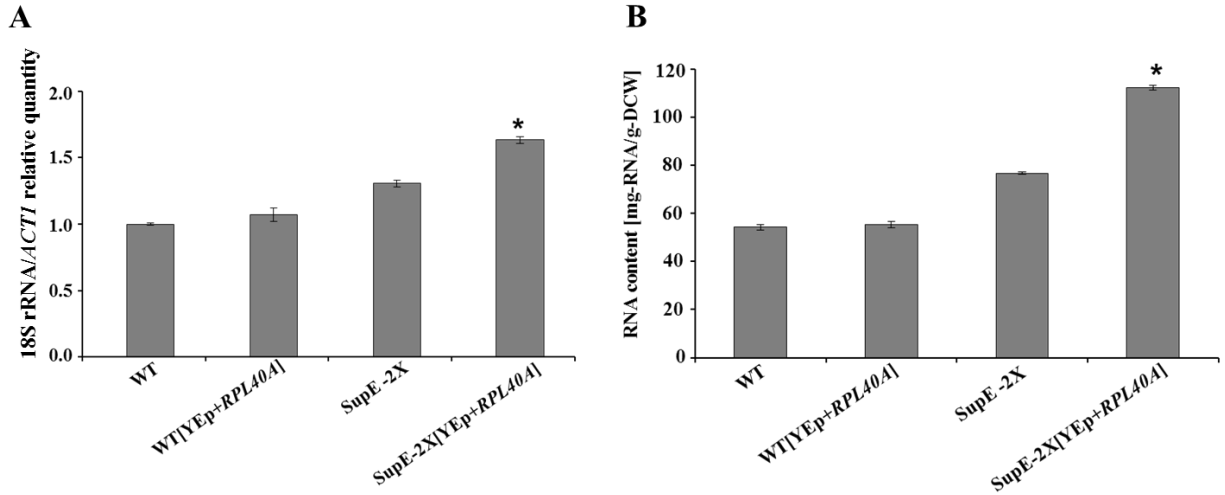 A
18S rRNA/ACT1 relative quantity
2.0
1.5
1.0
0.5
0.0
*
WT
WT[YEp+RPL40A]
SupE -2X
SupE-2X[YEp+RPL40A]
B
RNA content [mg-RNA/g-DCW]
120
100
80
60
40
20
0
*
WT
WT[YEp+RPL40A]
SupE -2X
SupE-2X[YEp+RPL40A]